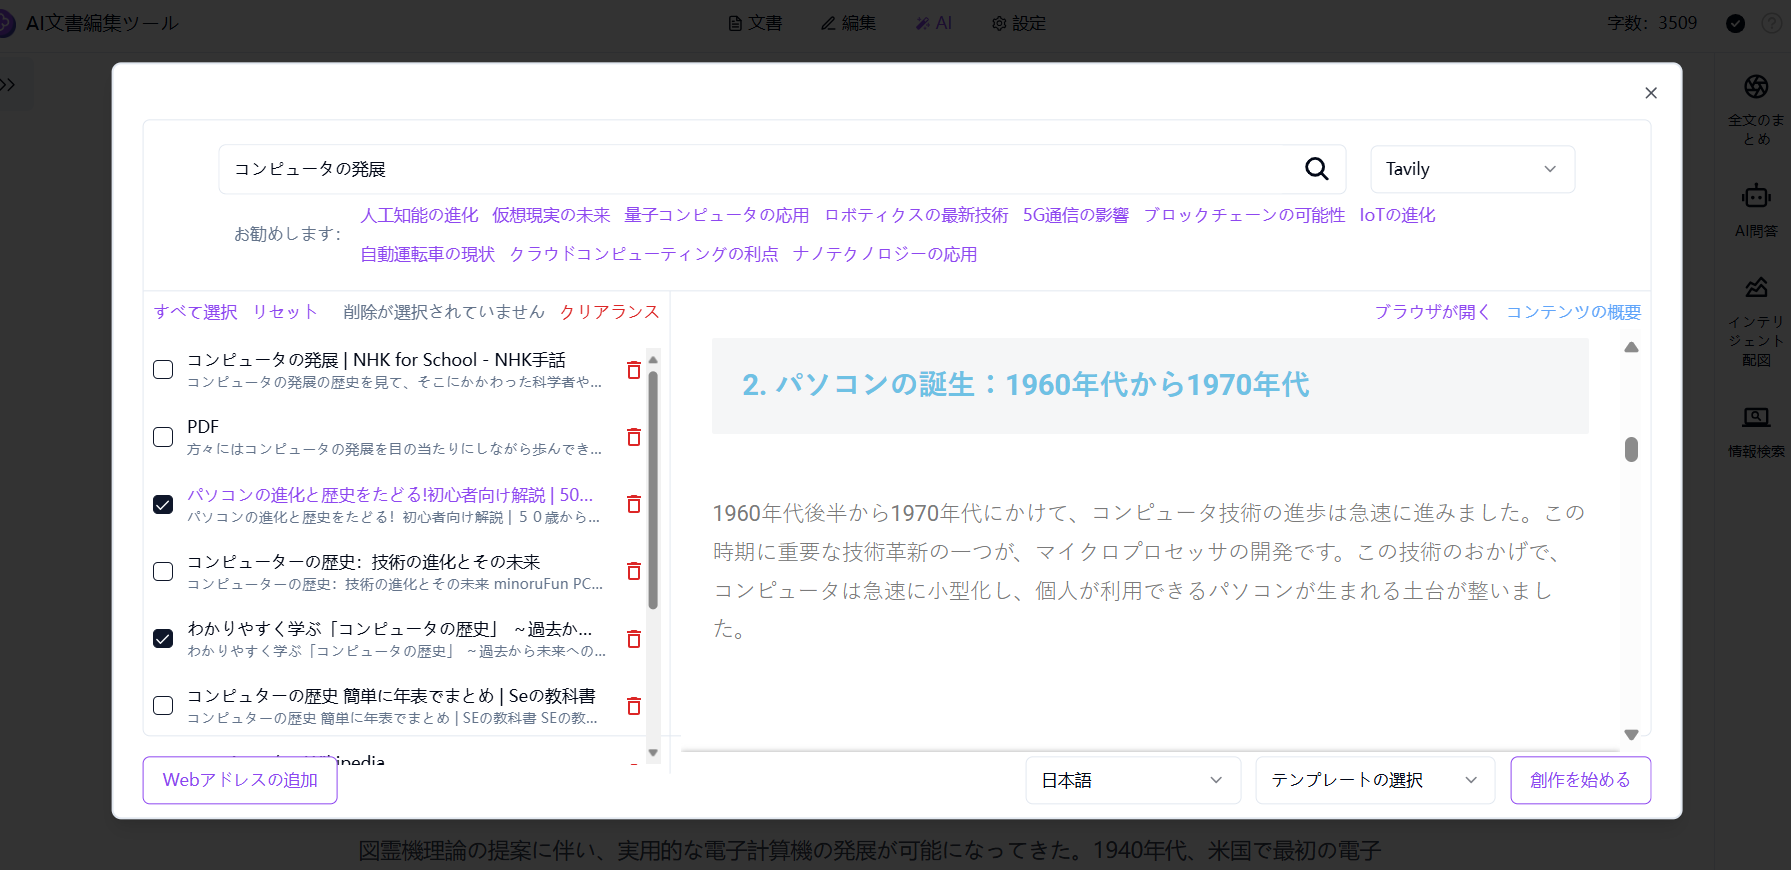 AI文書編集ツール
文書
編集
AI
設定
字数：3509
コンピュータの発展
Tavily
お勧めします：
人工知能の進化 仮想現実の未来 量子コンピュータの応用 ロボティクスの最新技術 5G通信の影響 ブロックチェーンの可能性 IoTの進化
自動運転車の現状 クラウドコンピューティングの利点 ナノテクノロジーの応用
すべて選択 リセット 削除が選択されていません クリアランス
ブラウザが開く コンテンツの概要
コンピュータの発展 | NHK for School - NHK手話
コンピュータの発展の歴史を見て、そこにかかわった科学者や...
PDF
方々にはコンピュータの発展を目の当たりにしながら歩んでき...
パソコンの進化と歴史をたどる!初心者向け解説 | 50...
パソコンの進化と歴史をたどる！初心者向け解説 | ５０歳から...
コンピューターの歴史：技術の進化とその未来
コンピューターの歴史：技術の進化とその未来 minoruFun PC...
わかりやすく学ぶ「コンピュータの歴史」 ～過去か...
わかりやすく学ぶ「コンピュータの歴史」 ～過去から未来への...
コンピュターの歴史 簡単に年表でまとめ | Seの教科書
コンピュターの歴史 簡単に年表でまとめ | SEの教科書 SEの教...
2. パソコンの誕生：1960年代から1970年代
1960年代後半から1970年代にかけて、コンピュータ技術の進歩は急速に進みました。この
時期に重要な技術革新の一つが、マイクロプロセッサの開発です。この技術のおかげで、
コンピュータは急速に小型化し、個人が利用できるパソコンが生まれる土台が整いまし
た。
Webアドレスの追加
日本語
テンプレートの選択
創作を始める
全文のま
とめ
AI問答
インテリ
ジェント
配図
情報検索
図霊機理論の提案に伴い、実用的な電子計算機の発展が可能になってきた。1940年代、米国で最初の電子